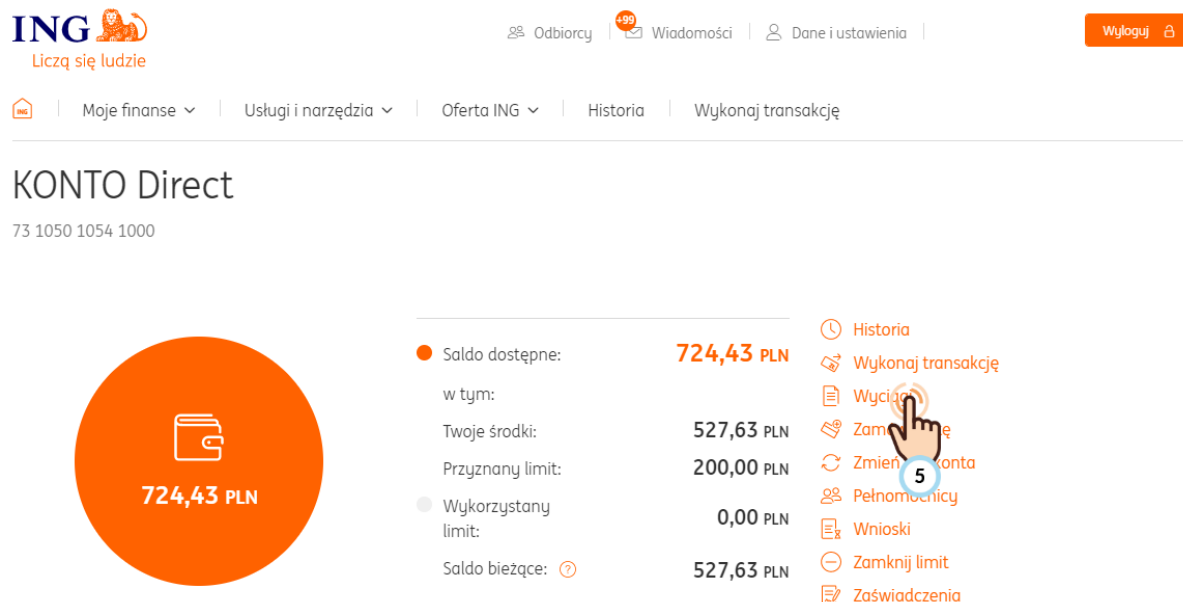 ING
Liczą się ludzie
Odbiorcy
+99
Wiadomości
Dane i ustawienia
Wyloguj
ING
Moje finanse
Usługi i narzędzia
Oferta ING
Historia
Wykonaj transakcję
KONTO Direct
73 1050 1054 1000
724,43 PLN
Saldo dostępne: 724,43 PLN
w tym:
Twoje środki: 527,63 PLN
Przyznany limit: 200,00 PLN
Wykorzystany
limit: 0,00 PLN
Saldo bieżące: ? 527,63 PLN
Historia
Wykonaj transakcję
Zmień konta
5
Pełnomocnicy
Wnioski
Zamknij limit
Zaświadczenia